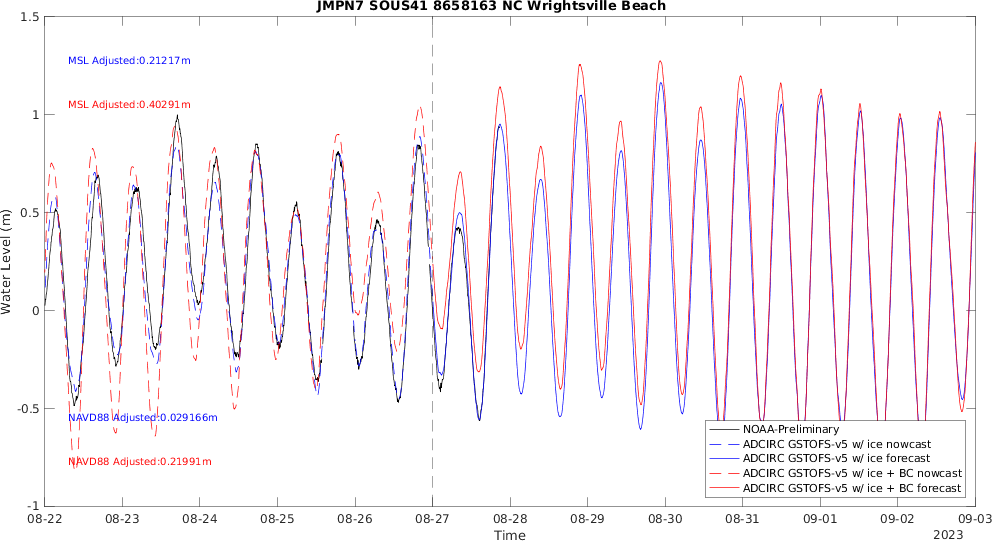 JMPN7 SOUS41 8658163 NC Wrightsville Beach
1.5
MSL Adjusted:0.21217m
MSL Adjusted:0.40291m
1
0.5
Water Level (m)
0
-0.5
NAVD88 Adjusted:0.029166m
NAVD88 Adjusted:0.21991m
-1
NOAA-Preliminary
ADCIRC GSTOFS-v5 w/ ice nowcast
ADCIRC GSTOFS-v5 w/ ice forecast
ADCIRC GSTOFS-v5 w/ ice + BC nowcast
ADCIRC GSTOFS-v5 w/ ice + BC forecast
08-22 08-23 08-24 08-25 08-26 08-27 08-28 08-29 08-30 08-31 09-01 09-02 09-03
Time
2023